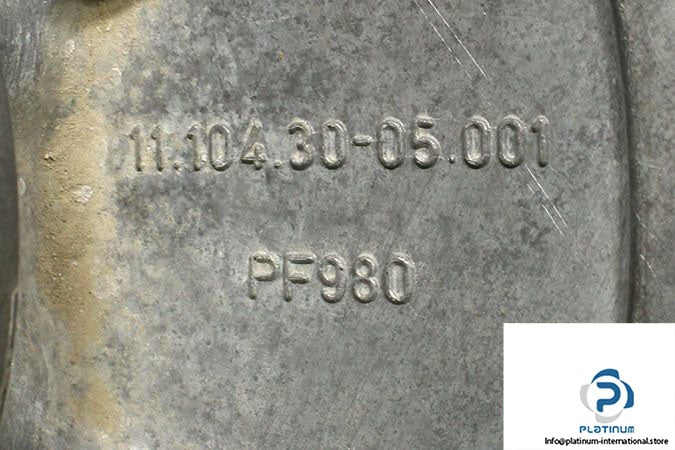 11.104.30-05.001
PF980
PLATINUM
Info@platinum-international.store